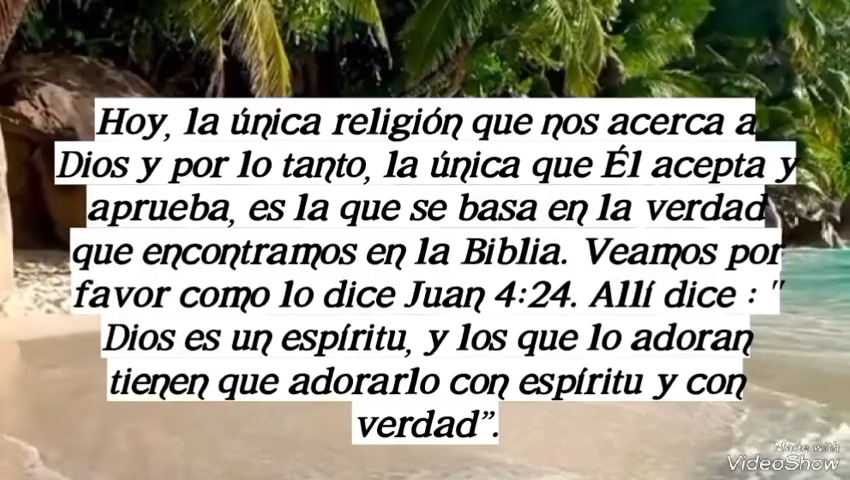 Hoy, la única religión que nos acerca a
Dios y por lo tanto, la única que Él acepta y
aprueba, es la que se basa en la verdad
que encontramos en la Biblia. Veamos por
favor como lo dice Juan 4:24. Allí dice : "
Dios es un espíritu, y los que lo adoran
tienen que adorarlo con espíritu y con
verdad”.
Made with
VideoShow